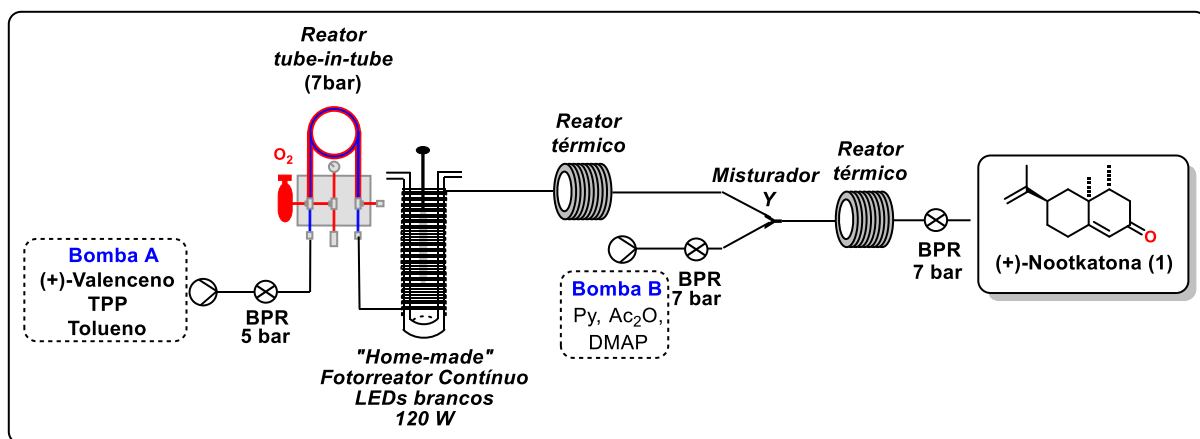 Reator
tube-in-tube
(7bar)
O2
Bomba A
(+)-Valenceno
TPP
Tolueno
BPR
5 bar
"Home-made"
Fotorreator Contínuo
LEDs brancos
120 W
Reator
térmico
Bomba B
Py, Ac2O,
DMAP
BPR
7 bar
Misturador
Y
Reator
térmico
BPR
7 bar
O
(+)-Nootkatona (1)